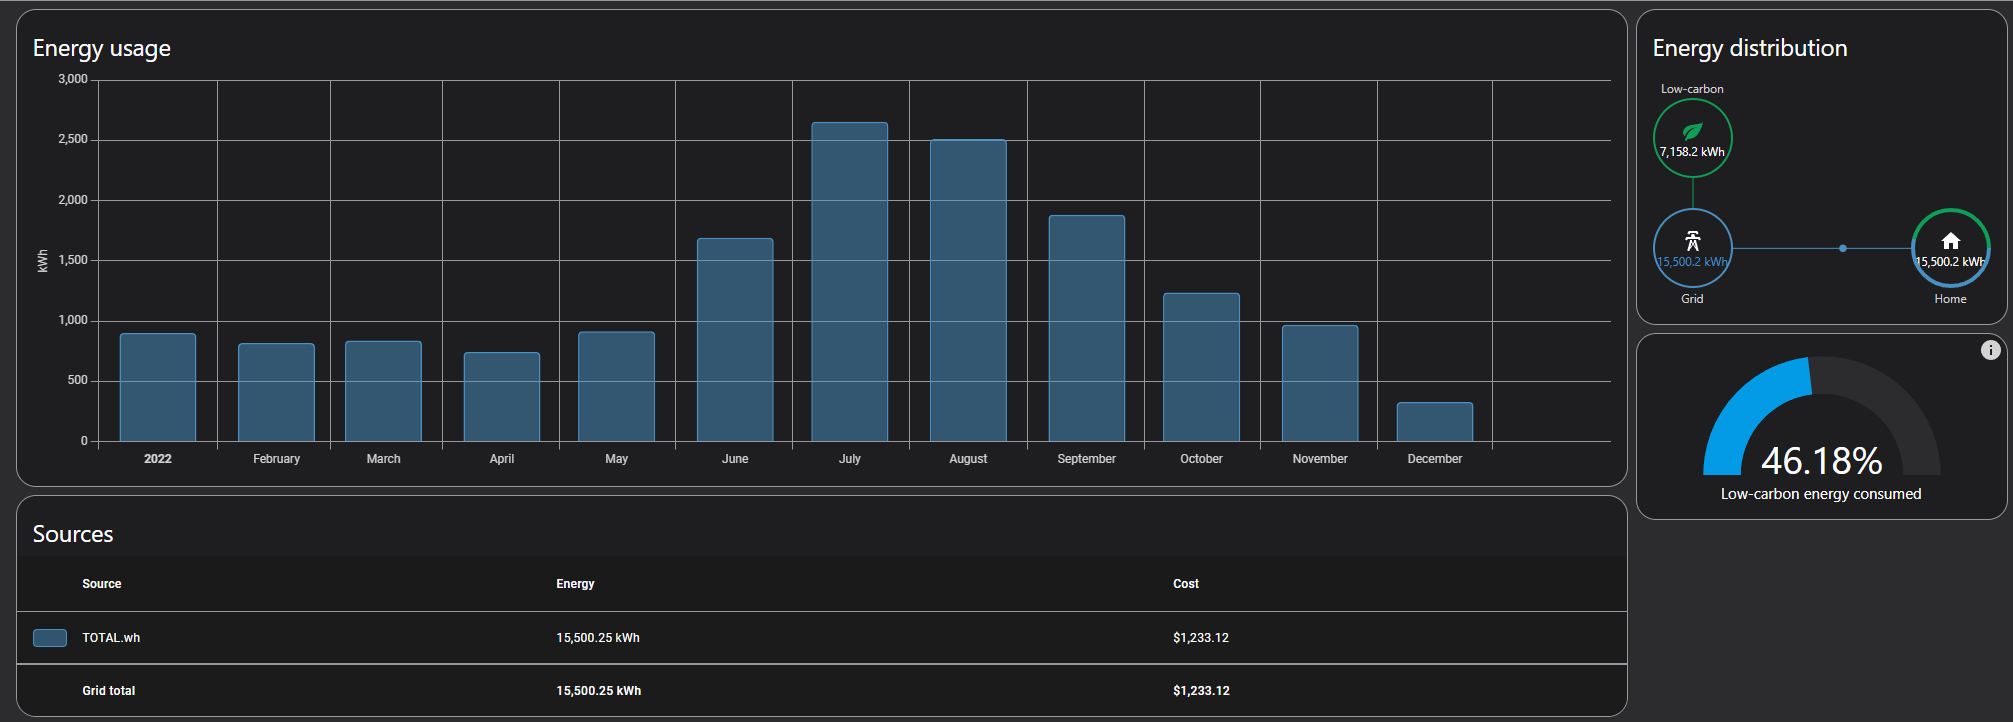 Energy usage
3,000
2,500
2,000
1,500
1,000
500
0
kWh
2022 February March April May June July August September October November December
Energy distribution
Low-carbon
7,158.2 kWh
15,500.2 kWh 15,500.2 kWh
Grid Home
46.18%
Low-carbon energy consumed
Sources
Source Energy Cost
TOTAL.wh 15,500.25 kWh $1,233.12
Grid total 15,500.25 kWh $1,233.12